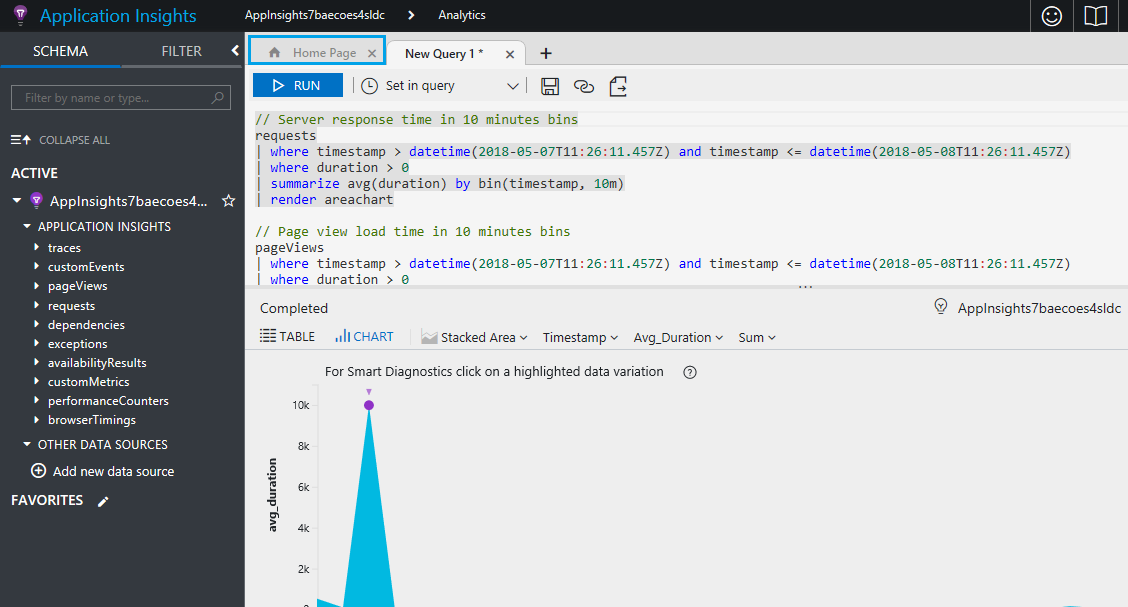 Application Insights
AppInsights7baecoes4sldc > Analytics
SCHEMA
FILTER
Filter by name or type...
COLLAPSE ALL
ACTIVE
AppInsights7baecoes4...
APPLICATION INSIGHTS
traces
customEvents
pageViews
requests
dependencies
exceptions
availabilityResults
customMetrics
performanceCounters
browserTimings
OTHER DATA SOURCES
Add new data source
FAVORITES
Home Page ×
New Query 1 * × +
RUN
Set in query
// Server response time in 10 minutes bins
requests
| where timestamp > datetime(2018-05-07T11:26:11.457Z) and timestamp <= datetime(2018-05-08T11:26:11.457Z)
| where duration > 0
| summarize avg(duration) by bin(timestamp, 10m)
| render areachart
// Page view load time in 10 minutes bins
pageViews
| where timestamp > datetime(2018-05-07T11:26:11.457Z) and timestamp <= datetime(2018-05-08T11:26:11.457Z)
| where duration > 0
Completed
AppInsights7baecoes4sldc
TABLE
CHART
Stacked Area
Timestamp
Avg_Duration
Sum
For Smart Diagnostics click on a highlighted data variation ?
10k
8k
6k
4k
2k
avg_duration